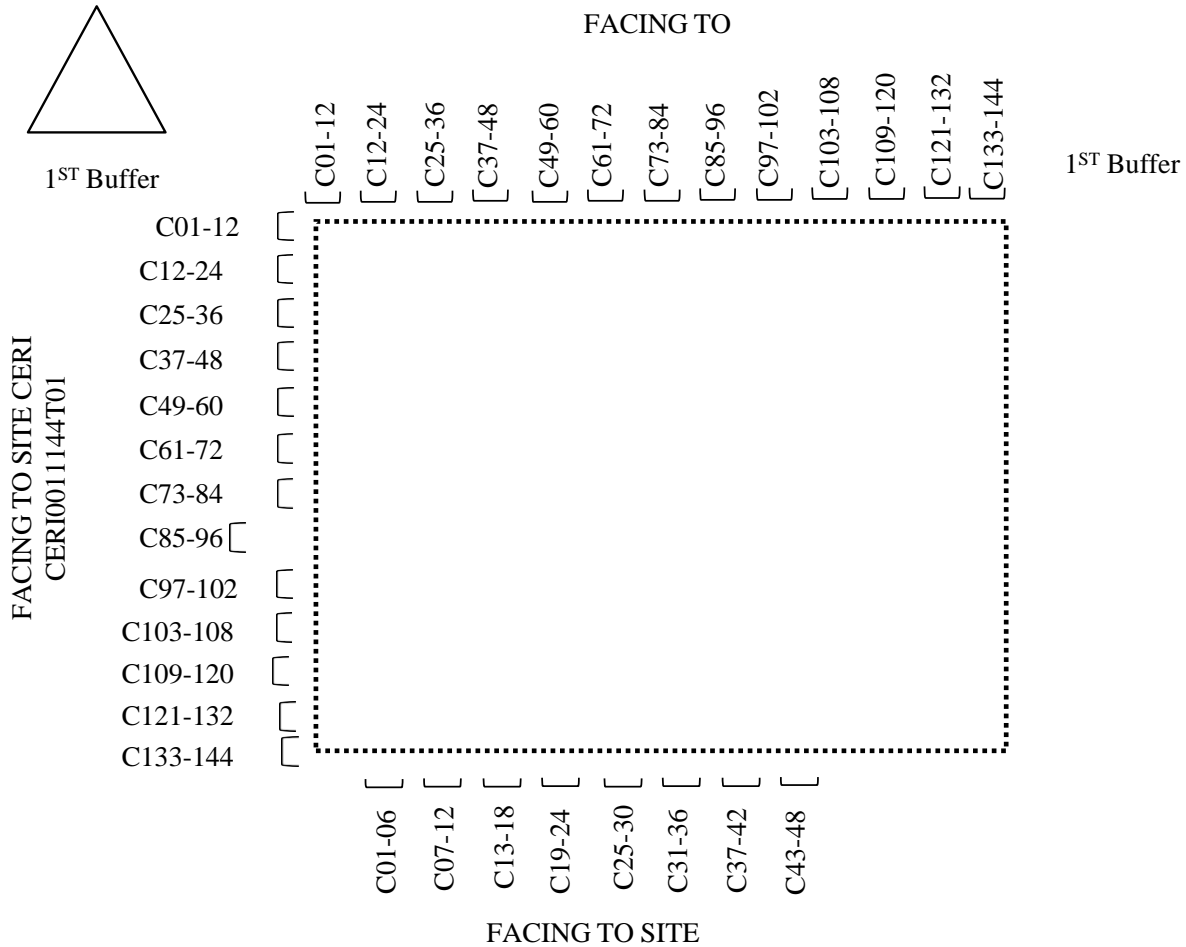 FACING TO
C01-12
C12-24
C25-36
C37-48
C49-60
C61-72
C73-84
C85-96
C97-102
C103-108
C109-120
C121-132
C133-144
1ST Buffer
1ST Buffer
C01-12
C12-24
C25-36
C37-48
C49-60
C61-72
C73-84
C85-96
C97-102
C103-108
C109-120
C121-132
C133-144
FACING TO SITE CERI
CERI0011144T01
C01-06
C07-12
C13-18
C19-24
C25-30
C31-36
C37-42
C43-48
FACING TO SITE